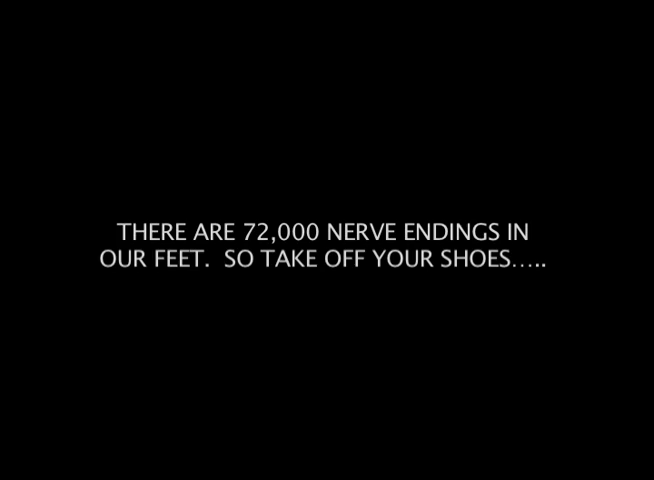 THERE ARE 72,000 NERVE ENDINGS IN
OUR FEET.  SO TAKE OFF YOUR SHOES…..